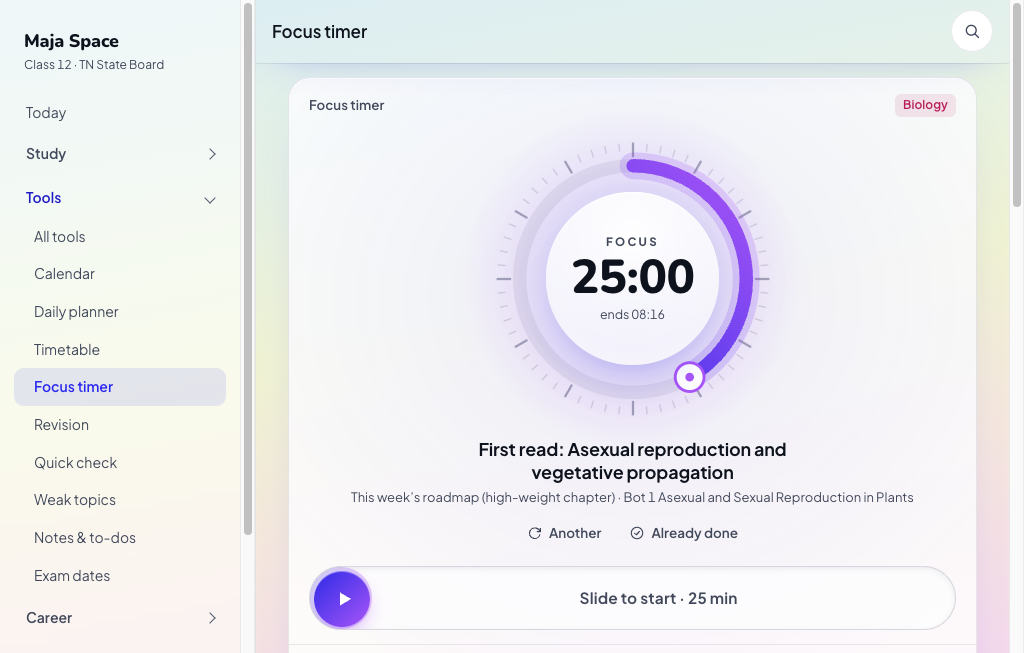 Maja Space
Class 12 · TN State Board
Today
Study
Tools
All tools
Calendar
Daily planner
Timetable
Focus timer
Revision
Quick check
Weak topics
Notes & to-dos
Exam dates
Career
Focus timer
Focus timer
Biology
FOCUS
25:00
ends 08:16
First read: Asexual reproduction and
vegetative propagation
This week's roadmap (high-weight chapter) · Bot 1 Asexual and Sexual Reproduction in Plants
Another
Already done
Slide to start · 25 min